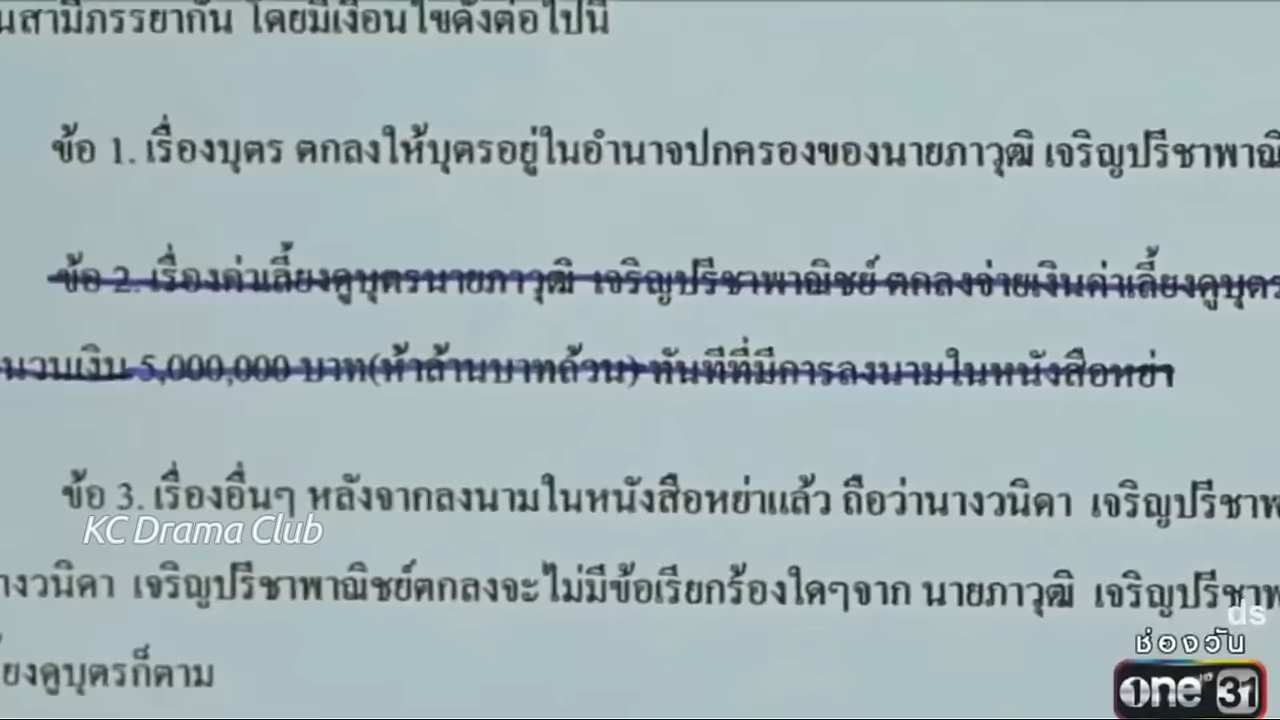 นสามีภรรยากัน โดยมีเงื่อนไขดังต่อไปนี้
ข้อ 1. เรื่องบุตร ตกลงให้บุตรอยู่ในอำนาจปกครองของนายภาวุฒิ เจริญปรีชาพาณิ
ข้อ 2. เรื่องค่าเลี้ยงดูบุตรนายภาวุฒิ เจริญปรีชาพาณิชย์ ตกลงจ่ายเงินค่าเลี้ยงดูบุตร
นวนเงิน 5,000,000 บาท(ห้าล้านบาทถ้วน) ทันทีที่มีการลงนามในหนังสือหย่า
ข้อ 3. เรื่องอื่นๆ หลังจากลงนามในหนังสือหย่าแล้ว ถือว่านางวนิดา เจริญปรีชาพ
KC Drama Club
างวนิดา เจริญปรีชาพาณิชย์ตกลงจะไม่มีข้อเรียกร้องใดๆจาก นายภาวุฒิ เจริญปรีชาพ
ds
ช่องวัน
ยงดูบุตรก็ตาม
one HD 31